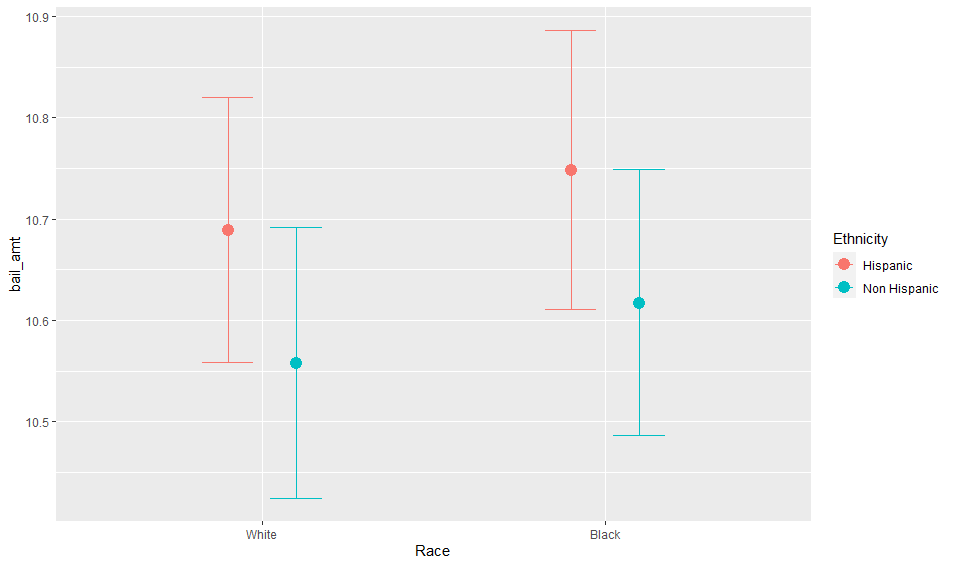 10.9
10.8
10.7
10.6
10.5
bail_amt
White
Black
Race
Ethnicity
Hispanic
Non Hispanic